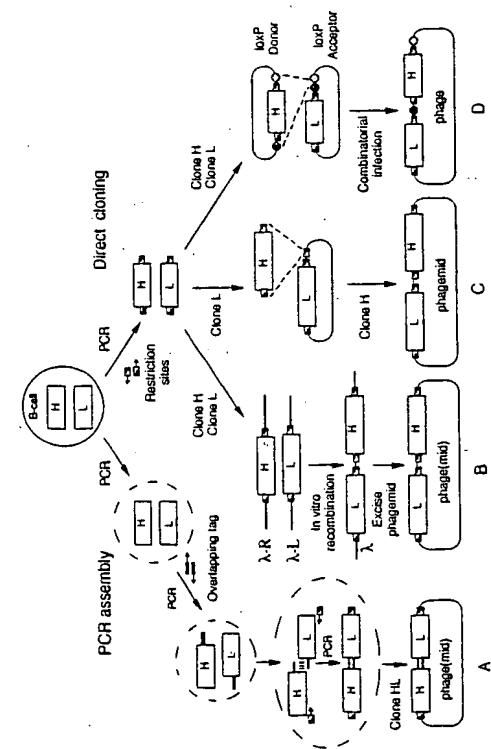 B-cell
H
L
PCR
PCR
PCR assembly
Direct cloning
H
L
Restriction
sites
H
L
PCR
Overlapping tag
Clone H
Clone L
Clone L
Clone H
Clone L
H
L
H
L
PCR
H
L
Clone HL
H
L
phage(mid)
A
λ-R
H
λ-L
L
In vitro
recombination
λ
L
H
Excise
phagemid
L
H
phage(mid)
B
H
L
Clone H
L
H
phagemid
C
loxP
Donor
H
loxP
Acceptor
L
Combinatorial
infection
L
H
phage
D